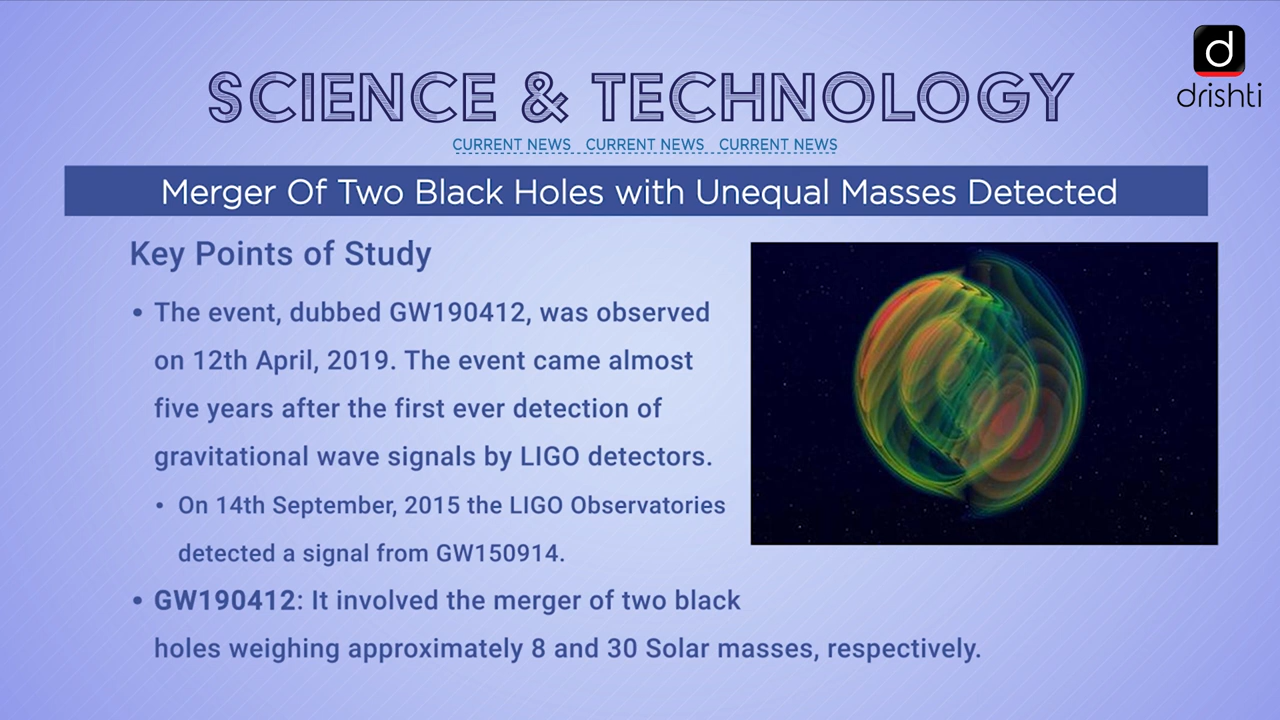 d
drishti
SCIENCE & TECHNOLOGY
CURRENT NEWS CURRENT NEWS CURRENT NEWS
Merger Of Two Black Holes with Unequal Masses Detected
Key Points of Study
• The event, dubbed GW190412, was observed
on 12th April, 2019. The event came almost
five years after the first ever detection of
gravitational wave signals by LIGO detectors.
• On 14th September, 2015 the LIGO Observatories
detected a signal from GW150914.
• GW190412: It involved the merger of two black
holes weighing approximately 8 and 30 Solar masses, respectively.